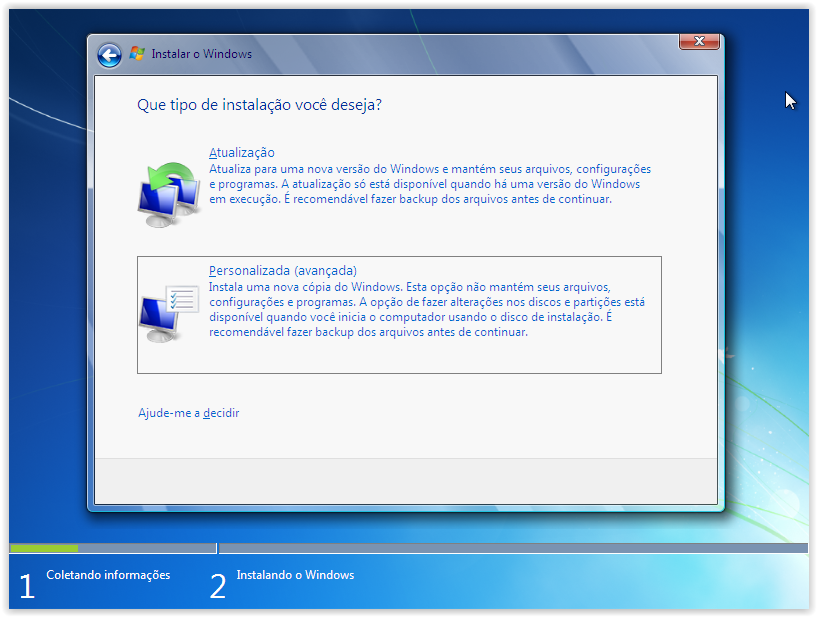 Instalar o Windows
Que tipo de instalação você deseja?
Atualização
Atualiza para uma nova versão do Windows e mantém seus arquivos, configurações
e programas. A atualização só está disponível quando há uma versão do Windows
em execução. É recomendável fazer backup dos arquivos antes de continuar.
Personalizada (avançada)
Instala uma nova cópia do Windows. Esta opção não mantém seus arquivos,
configurações e programas. A opção de fazer alterações nos discos e partições está
disponível quando você inicia o computador usando o disco de instalação. É
recomendável fazer backup dos arquivos antes de continuar.
Ajude-me a decidir
1 Coletando informações
2 Instalando o Windows